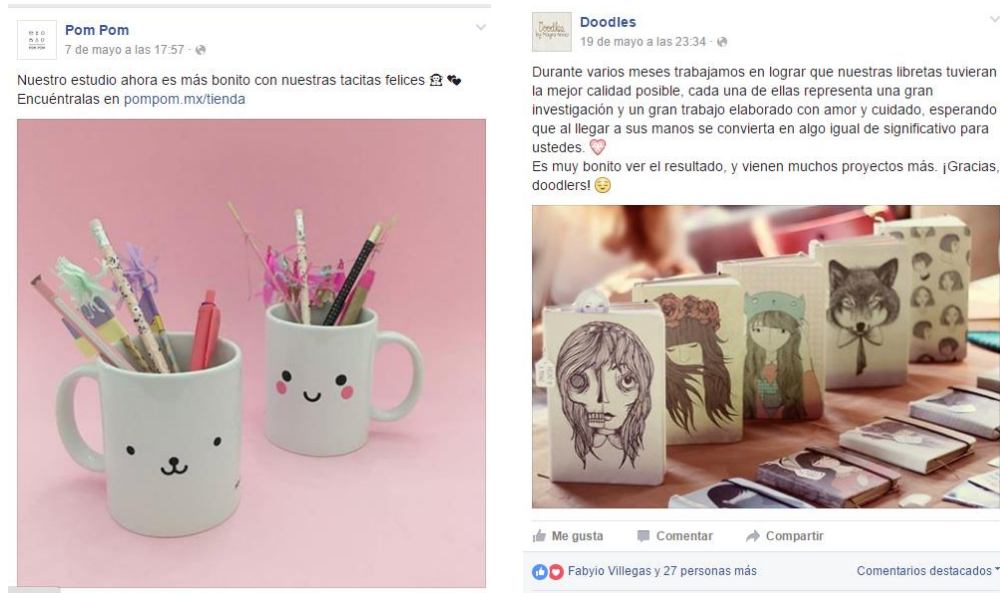 Pom Pom
7 de mayo a las 17:57 ·
Nuestro estudio ahora es más bonito con nuestras tacitas felices
Encuéntralas en pompom.mx/tienda
Doodles
19 de mayo a las 23:34 ·
Durante varios meses trabajamos en lograr que nuestras libretas tuvieran
la mejor calidad posible, cada una de ellas representa una gran
investigación y un gran trabajo elaborado con amor y cuidado, esperando
que al llegar a sus manos se convierta en algo igual de significativo para
ustedes.
Es muy bonito ver el resultado, y vienen muchos proyectos más. ¡Gracias,
doodlers!
Me gusta Comentar Compartir
Fabyio Villegas y 27 personas más Comentarios destacados